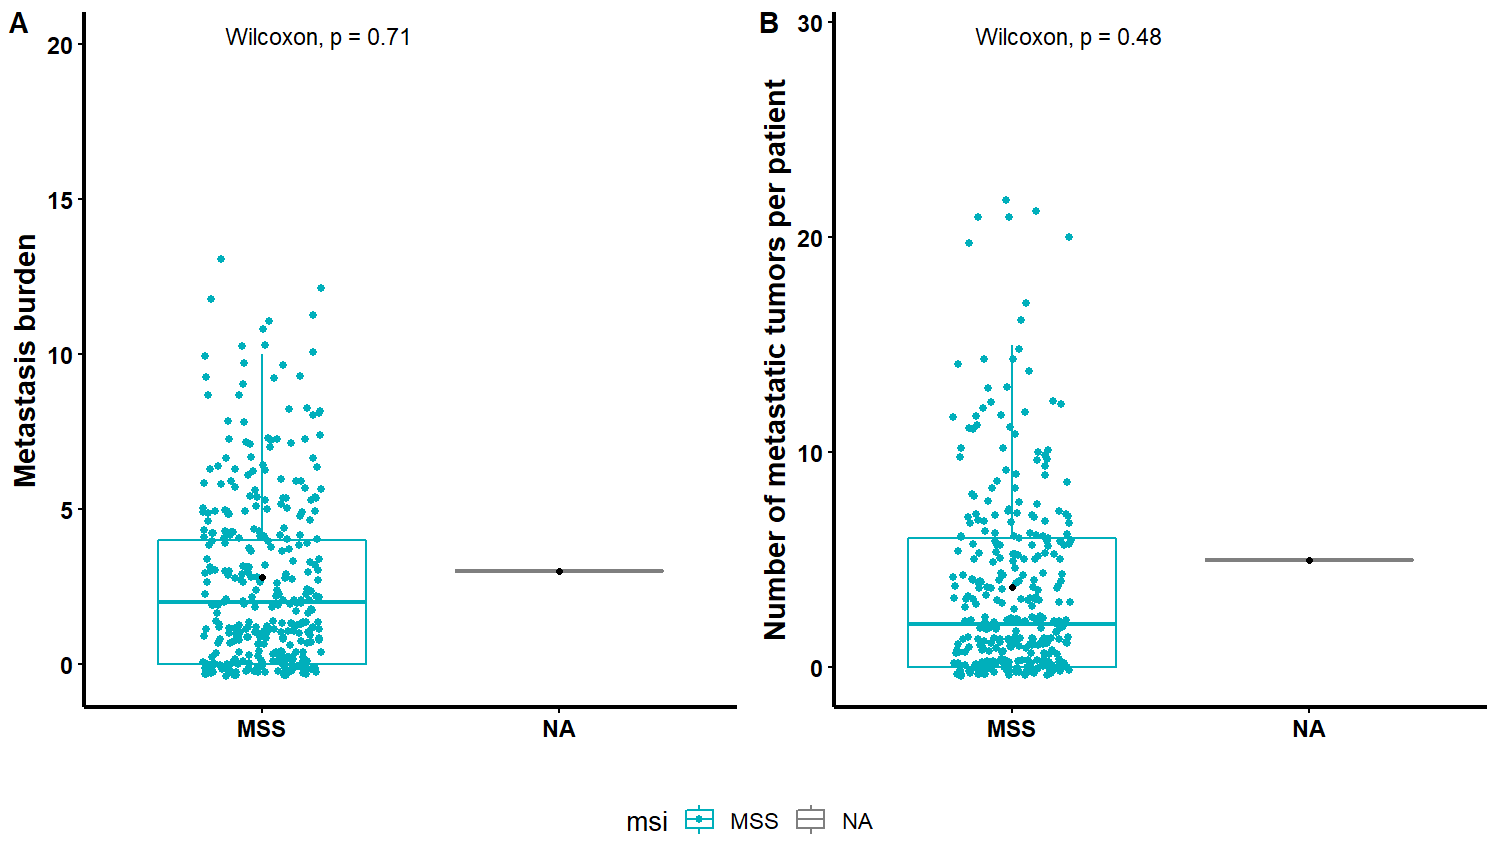 A
Wilcoxon, p = 0.71
Metastasis burden
20
15
10
5
0
MSS
NA
B
Wilcoxon, p = 0.48
Number of metastatic tumors per patient
30
20
10
0
MSS
NA
msi
MSS
NA